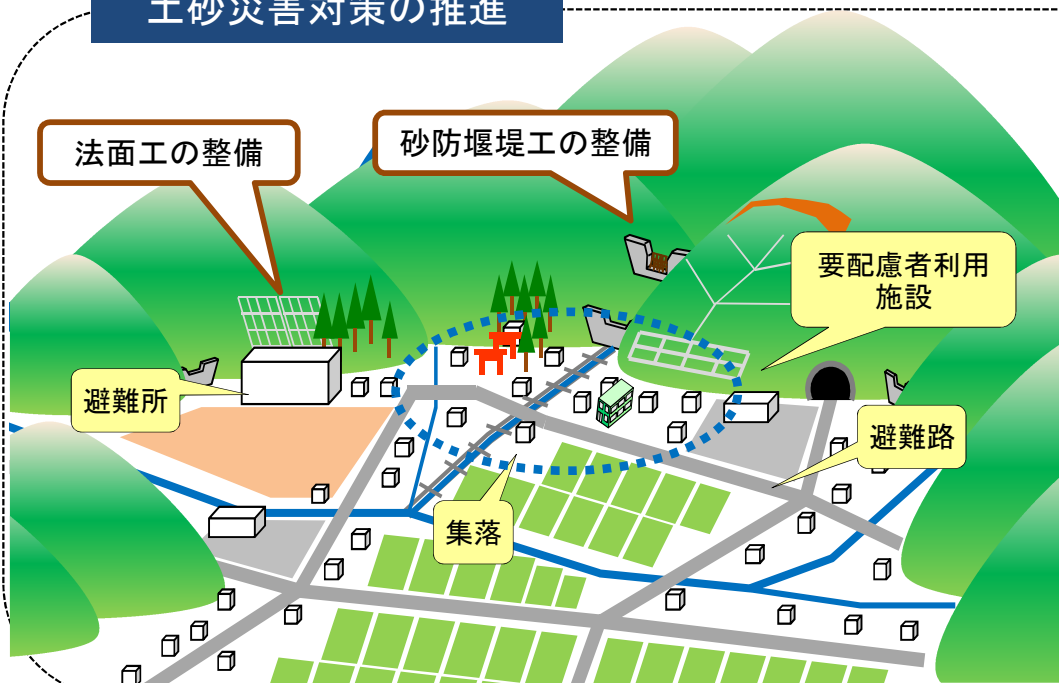 土砂災害対策の推進
法面工の整備
砂防堰堤工の整備
要配慮者利用
施設
避難所
避難路
集落